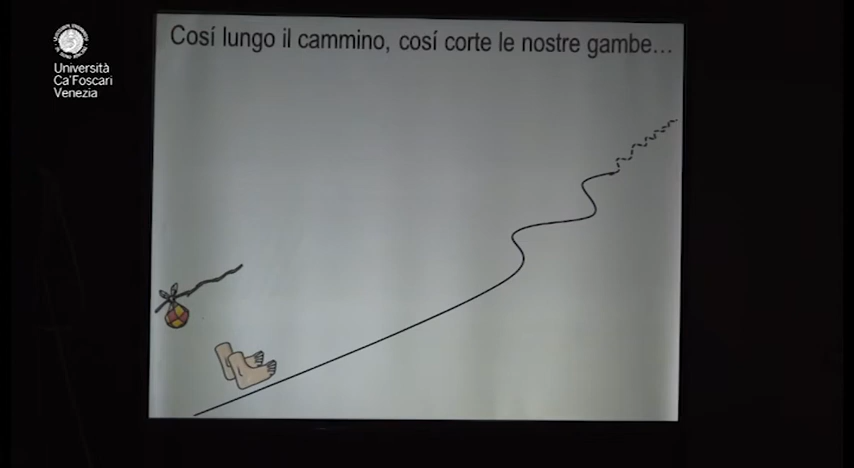 Cosí lungo il cammino, cosí corte le nostre gambe...
Università
Ca'Foscari
Venezia